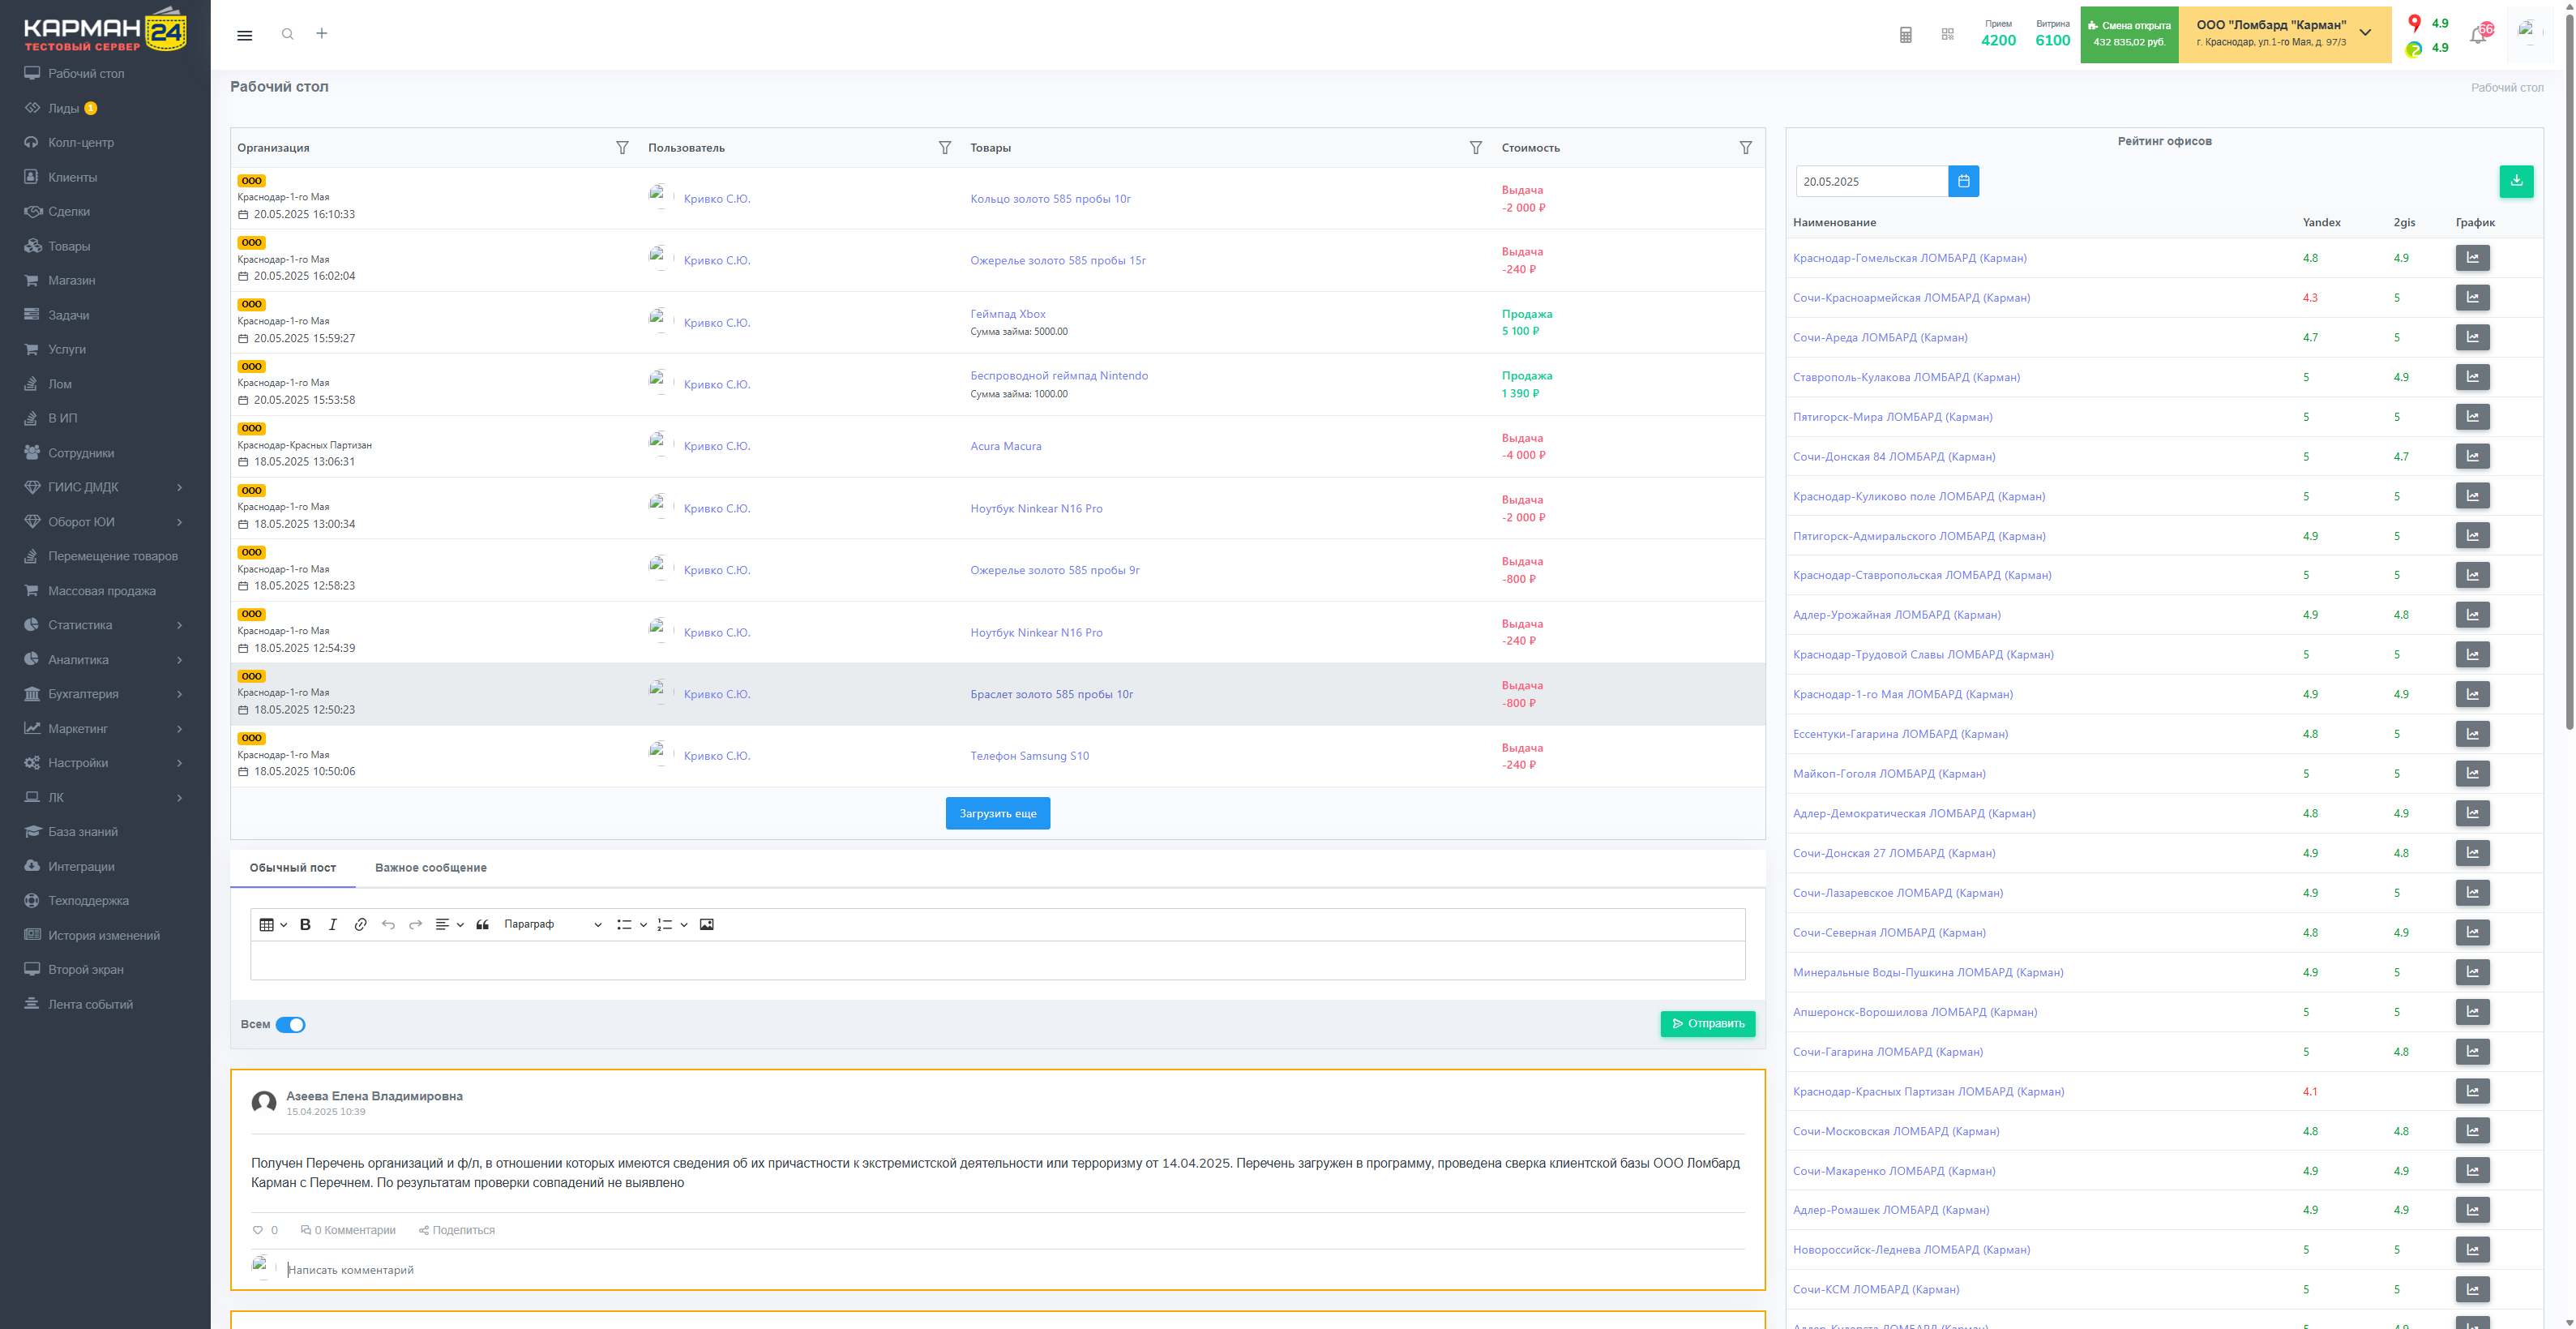 КАРМАН 24
ТЕСТОВЫЙ СЕРВЕР
Рабочий стол
Лиды 1
Колл-центр
Клиенты
Сделки
Товары
Магазин
Задачи
Услуги
Лом
В ИП
Сотрудники
ГИИС ДМДК
Оборот ЮИ
Перемещение товаров
Массовая продажа
Статистика
Аналитика
Бухгалтерия
Маркетинг
Настройки
ЛК
База знаний
Интеграции
Техподдержка
История изменений
Второй экран
Лента событий
Прием
4200
Витрина
6100
Смена открыта
432 835,02 руб.
ООО "Ломбард "Карман"
г. Краснодар, ул.1-го Мая, д. 97/3
4.9
4.9
Рабочий стол
Рабочий стол
Организация Пользователь Товары Стоимость
ООО
Краснодар-1-го Мая
20.05.2025 16:10:33
Кривко С.Ю.
Кольцо золото 585 пробы 10г
Выдача
-2 000 ₽
ООО
Краснодар-1-го Мая
20.05.2025 16:02:04
Кривко С.Ю.
Ожерелье золото 585 пробы 15г
Выдача
-240 ₽
ООО
Краснодар-1-го Мая
20.05.2025 15:59:27
Кривко С.Ю.
Геймпад Xbox
Сумма займа: 5000.00
Продажа
5 100 ₽
ООО
Краснодар-1-го Мая
20.05.2025 15:53:58
Кривко С.Ю.
Беспроводной геймпад Nintendo
Сумма займа: 1000.00
Продажа
1 390 ₽
ООО
Краснодар-Красных Партизан
18.05.2025 13:06:31
Кривко С.Ю.
Acura Macura
Выдача
-4 000 ₽
ООО
Краснодар-1-го Мая
18.05.2025 13:00:34
Кривко С.Ю.
Ноутбук Ninkear N16 Pro
Выдача
-2 000 ₽
ООО
Краснодар-1-го Мая
18.05.2025 12:58:23
Кривко С.Ю.
Ожерелье золото 585 пробы 9г
Выдача
-800 ₽
ООО
Краснодар-1-го Мая
18.05.2025 12:54:39
Кривко С.Ю.
Ноутбук Ninkear N16 Pro
Выдача
-240 ₽
ООО
Краснодар-1-го Мая
18.05.2025 12:50:23
Кривко С.Ю.
Браслет золото 585 пробы 10г
Выдача
-800 ₽
ООО
Краснодар-1-го Мая
18.05.2025 10:50:06
Кривко С.Ю.
Телефон Samsung S10
Выдача
-240 ₽
Загрузить еще
Обычный пост Важное сообщение
Параграф
Всем
Отправить
Азеева Елена Владимировна
15.04.2025 10:39
Получен Перечень организаций и ф/л, в отношении которых имеются сведения об их причастности к экстремистской деятельности или терроризму от 14.04.2025. Перечень загружен в программу, проведена сверка клиентской базы ООО Ломбард
Карман с Перечнем. По результатам проверки совпадений не выявлено
0 0 Комментарии Поделиться
Написать комментарий
Рейтинг офисов
20.05.2025
Наименование Yandex 2gis График
Краснодар-Гомельская ЛОМБАРД (Карман) 4.8 4.9
Сочи-Красноармейская ЛОМБАРД (Карман) 4.3 5
Сочи-Ареда ЛОМБАРД (Карман) 4.7 5
Ставрополь-Кулакова ЛОМБАРД (Карман) 5 4.9
Пятигорск-Мира ЛОМБАРД (Карман) 5 5
Сочи-Донская 84 ЛОМБАРД (Карман) 5 4.7
Краснодар-Куликово поле ЛОМБАРД (Карман) 5 5
Пятигорск-Адмиральского ЛОМБАРД (Карман) 4.9 5
Краснодар-Ставропольская ЛОМБАРД (Карман) 5 5
Адлер-Урожайная ЛОМБАРД (Карман) 4.9 4.8
Краснодар-Трудовой Славы ЛОМБАРД (Карман) 5 5
Краснодар-1-го Мая ЛОМБАРД (Карман) 4.9 4.9
Ессентуки-Гагарина ЛОМБАРД (Карман) 4.8 5
Майкоп-Гоголя ЛОМБАРД (Карман) 5 5
Адлер-Демократическая ЛОМБАРД (Карман) 4.8 4.9
Сочи-Донская 27 ЛОМБАРД (Карман) 4.9 4.8
Сочи-Лазаревское ЛОМБАРД (Карман) 4.9 5
Сочи-Северная ЛОМБАРД (Карман) 4.8 4.9
Минеральные Воды-Пушкина ЛОМБАРД (Карман) 4.9 5
Апшеронск-Ворошилова ЛОМБАРД (Карман) 5 5
Сочи-Гагарина ЛОМБАРД (Карман) 5 4.8
Краснодар-Красных Партизан ЛОМБАРД (Карман) 4.1
Сочи-Московская ЛОМБАРД (Карман) 4.8 4.8
Сочи-Макаренко ЛОМБАРД (Карман) 4.9 4.9
Адлер-Ромашек ЛОМБАРД (Карман) 4.9 4.9
Новороссийск-Леднева ЛОМБАРД (Карман) 5 5
Сочи-КСМ ЛОМБАРД (Карман) 5 5